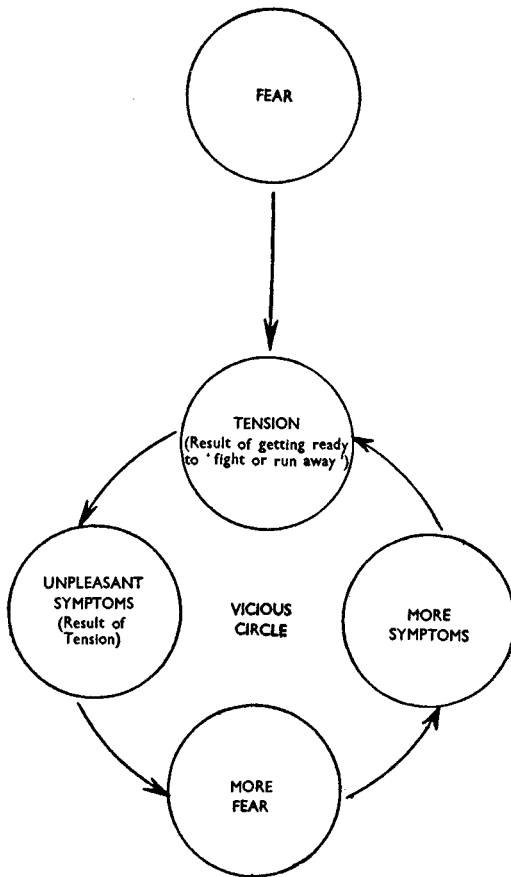 FEAR
TENSION
(Result of getting ready
to ' fight or run away ')
UNPLEASANT
SYMPTOMS
(Result of
Tension)
VICIOUS
CIRCLE
MORE
SYMPTOMS
MORE
FEAR